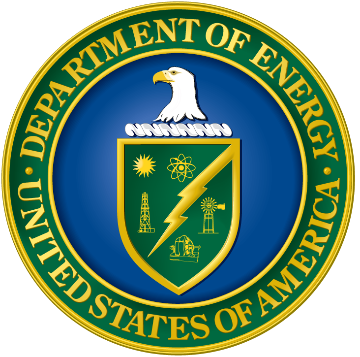 DEPARTMENT OF ENERGY
UNITED STATES OF AMERICA